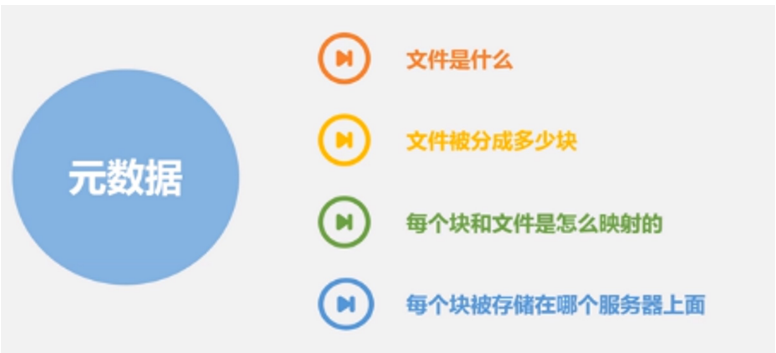 元数据
文件是什么
文件被分成多少块
每个块和文件是怎么映射的
每个块被存储在哪个服务器上面